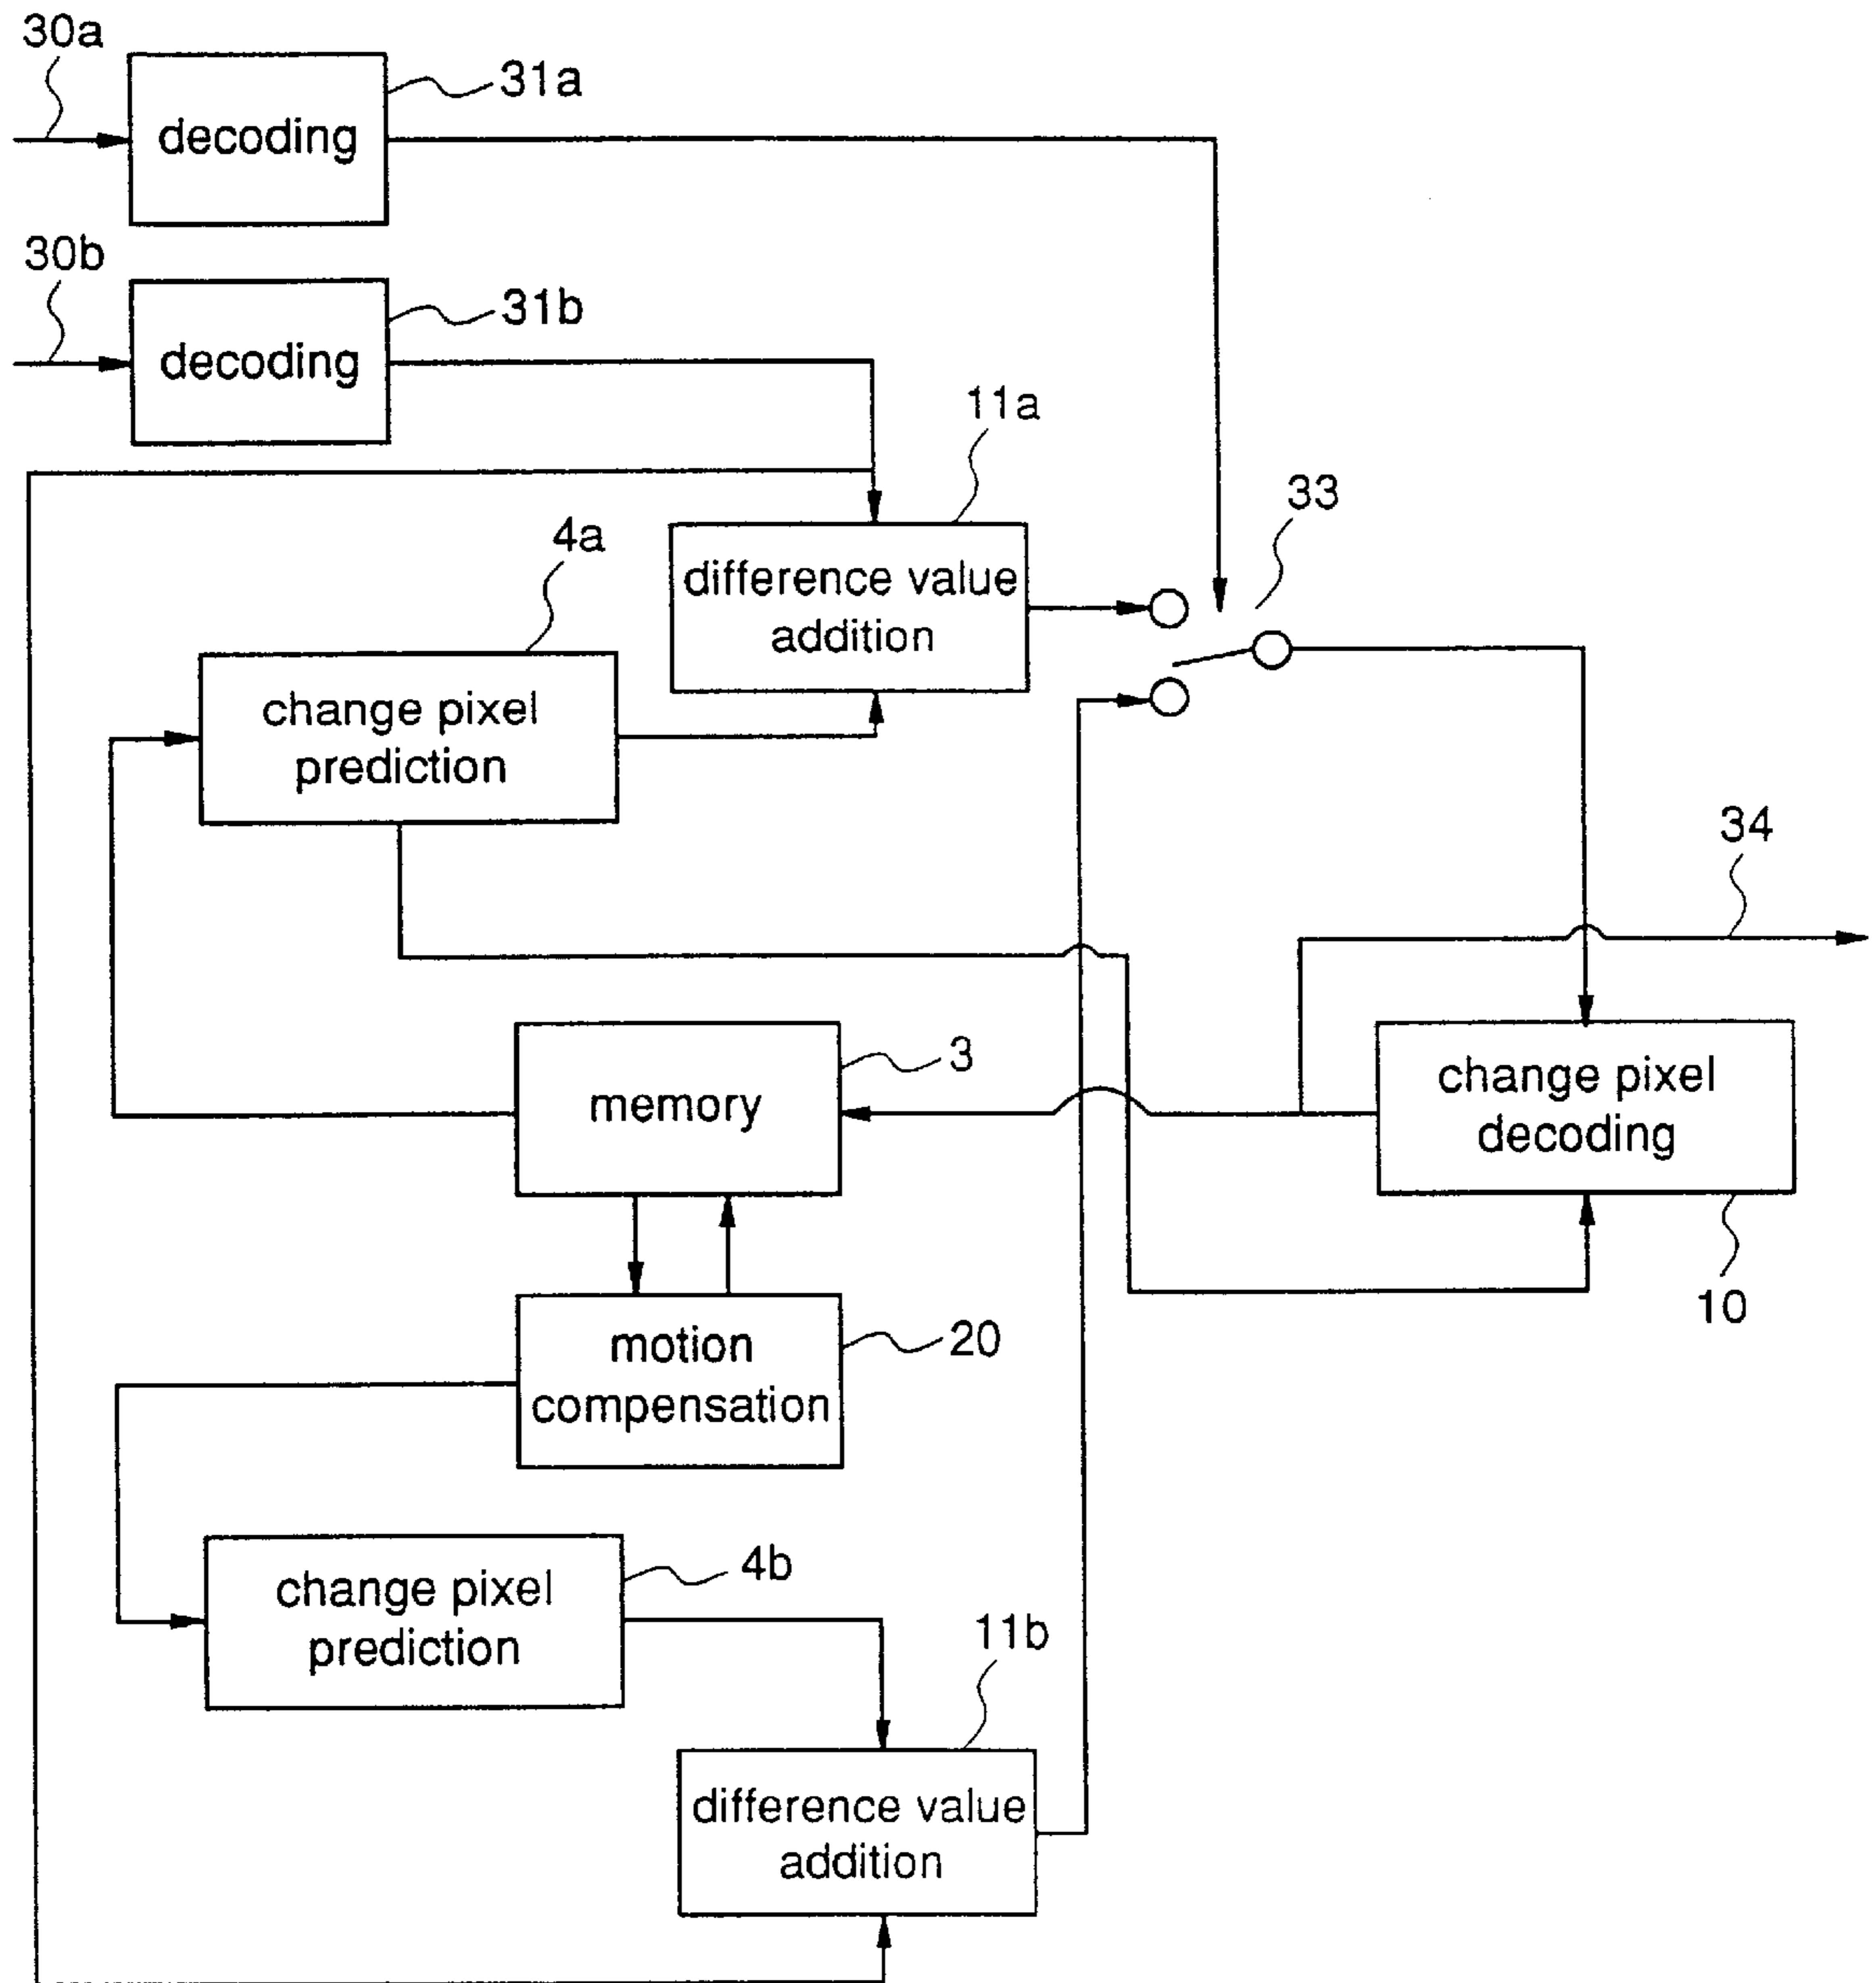 30a
decoding
31a
30b
decoding
31b
11a
difference value
addition
33
4a
change pixel
prediction
34
memory
3
change pixel
decoding
10
motion
compensation
20
change pixel
prediction
4b
11b
difference value
addition